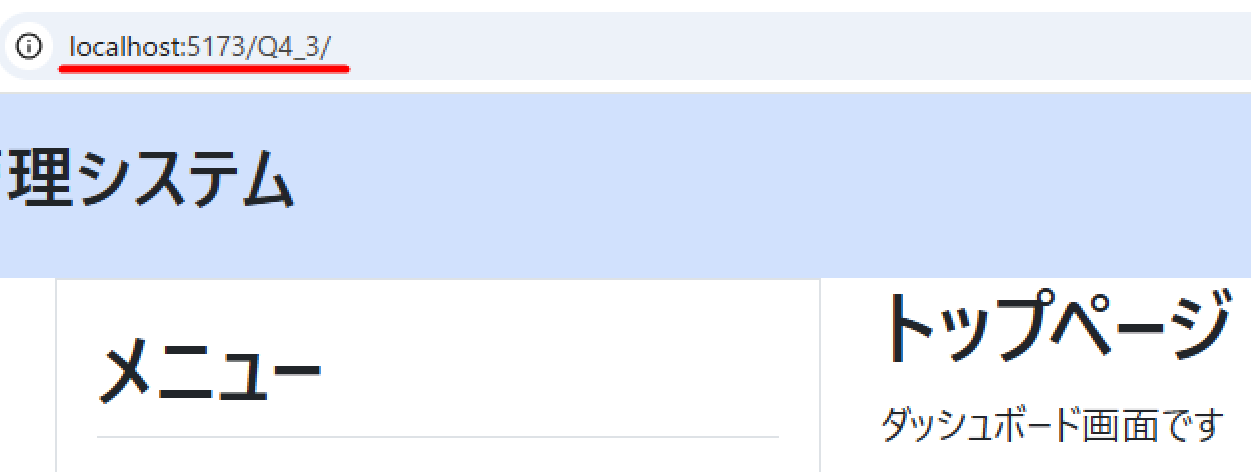 localhost:5173/Q4_3/
理システム
メニュー
トップページ
ダッシュボード画面です